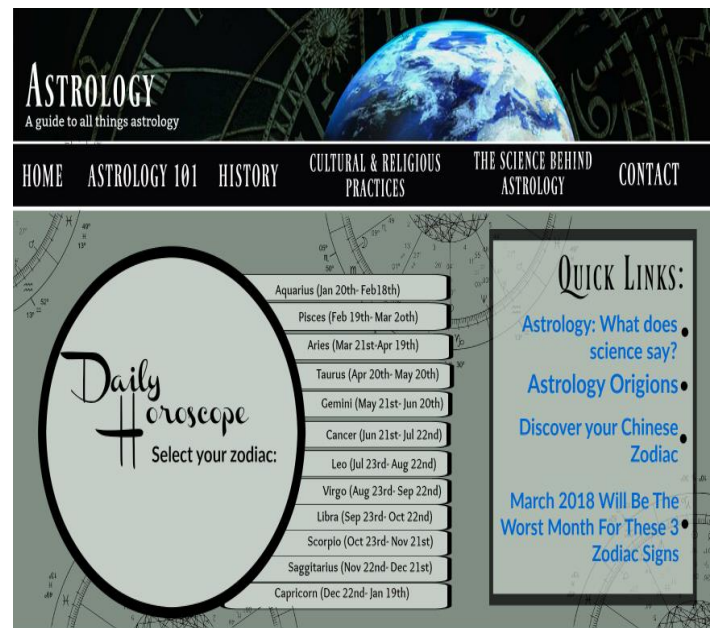 ASTROLOGY
A guide to all things astrology
HOME
ASTROLOGY 101
HISTORY
CULTURAL & RELIGIOUS
PRACTICES
THE SCIENCE BEHIND
ASTROLOGY
CONTACT
Daily
Horoscope
Select your zodiac:
Aquarius (Jan 20th- Feb18th)
Pisces (Feb 19th- Mar 2oth)
Aries (Mar 21st-Apr 19th)
Taurus (Apr 20th- May 20th)
Gemini (May 21st- Jun 20th)
Cancer (Jun 21st- Jul 22nd)
Leo (Jul 23rd- Aug 22nd)
Virgo (Aug 23rd- Sep 22nd)
Libra (Sep 23rd- Oct 22nd)
Scorpio (Oct 23rd- Nov 21st)
Saggitarius (Nov 22nd- Dec 21st)
Capricorn (Dec 22nd- Jan 19th)
QUICK LINKS:
Astrology: What does
science say?
Astrology Origions
Discover your Chinese
Zodiac
March 2018 Will Be The
Worst Month For These 3
Zodiac Signs